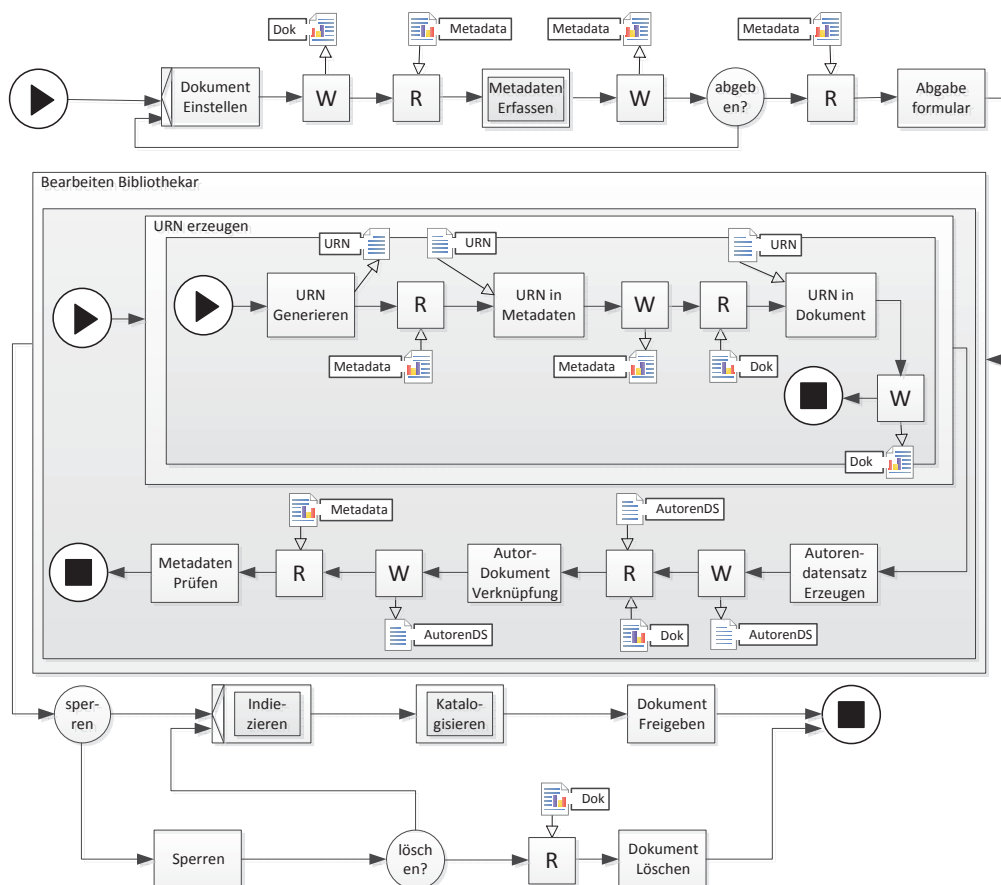 Dok
Metadata
Metadata
Metadata
Dokument
Einstellen
W
R
Metadaten
Erfassen
W
abgeb
en?
R
Abgabe
formular
Bearbeiten Bibliothekar
URN erzeugen
URN
URN
URN
URN
Generieren
R
URN in
Metadaten
W
R
URN in
Dokument
Metadata
Metadata
Dok
W
Dok
Metadata
AutorenDS
Metadaten
Prüfen
R
W
Autor-
Dokument
Verknüpfung
R
W
Autoren-
datensatz
Erzeugen
AutorenDS
Dok
AutorenDS
sper-
ren
Indie-
zieren
Katalo-
gisieren
Dokument
Freigeben
Dok
Sperren
lösch
en?
R
Dokument
Löschen